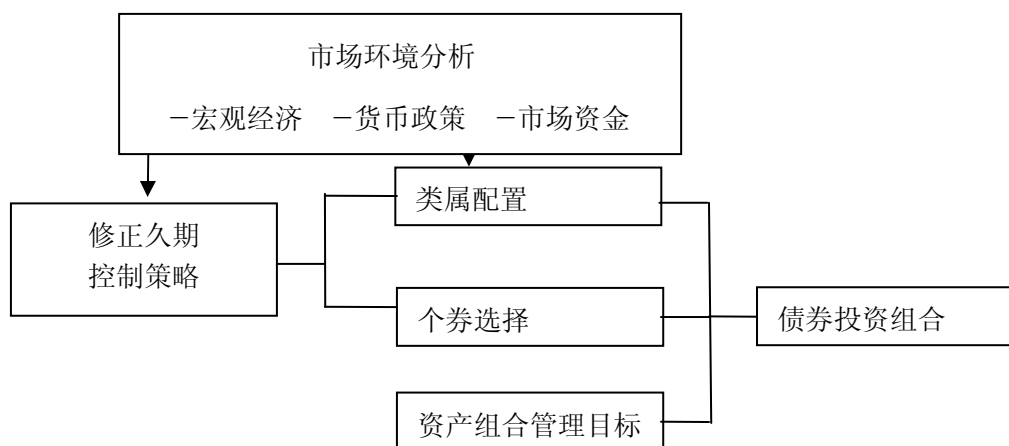 市场环境分析
－宏观经济　－货币政策　－市场资金
类属配置
修正久期
控制策略
个券选择
债券投资组合
资产组合管理目标